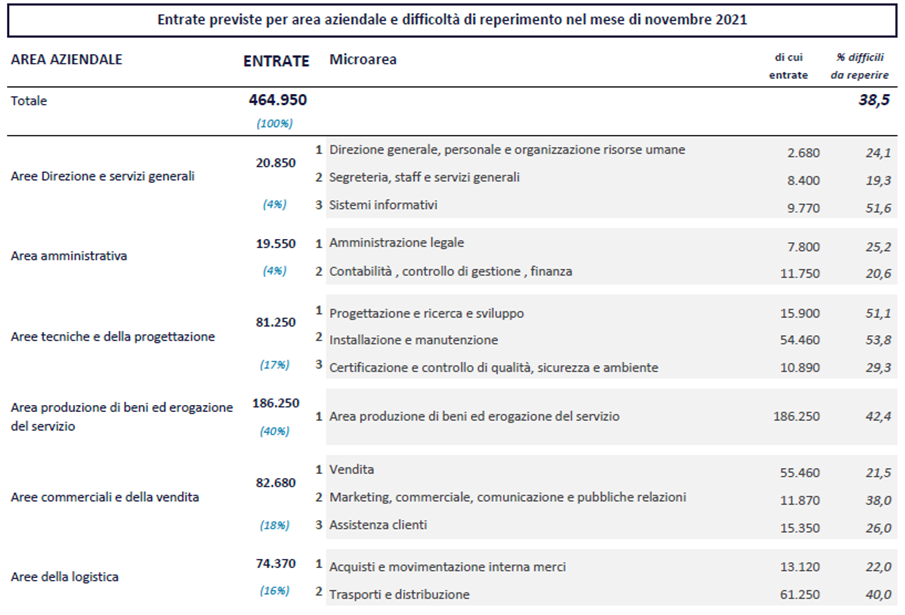 Entrate previste per area aziendale e difficoltà di reperimento nel mese di novembre 2021
AREA AZIENDALE ENTRATE Microarea di cui entrate % difficili da reperire
Totale 464.950 38,5
(100%)
Aree Direzione e servizi generali 20.850 (4%)
1 Direzione generale, personale e organizzazione risorse umane 2.680 24,1
2 Segreteria, staff e servizi generali 8.400 19,3
3 Sistemi informativi 9.770 51,6
Area amministrativa 19.550 (4%)
1 Amministrazione legale 7.800 25,2
2 Contabilità , controllo di gestione , finanza 11.750 20,6
Aree tecniche e della progettazione 81.250 (17%)
1 Progettazione e ricerca e sviluppo 15.900 51,1
2 Installazione e manutenzione 54.460 53,8
3 Certificazione e controllo di qualità, sicurezza e ambiente 10.890 29,3
Area produzione di beni ed erogazione
del servizio 186.250 (40%)
1 Area produzione di beni ed erogazione del servizio 186.250 42,4
Aree commerciali e della vendita 82.680 (18%)
1 Vendita 55.460 21,5
2 Marketing, commerciale, comunicazione e pubbliche relazioni 11.870 38,0
3 Assistenza clienti 15.350 26,0
Aree della logistica 74.370 (16%)
1 Acquisti e movimentazione interna merci 13.120 22,0
2 Trasporti e distribuzione 61.250 40,0